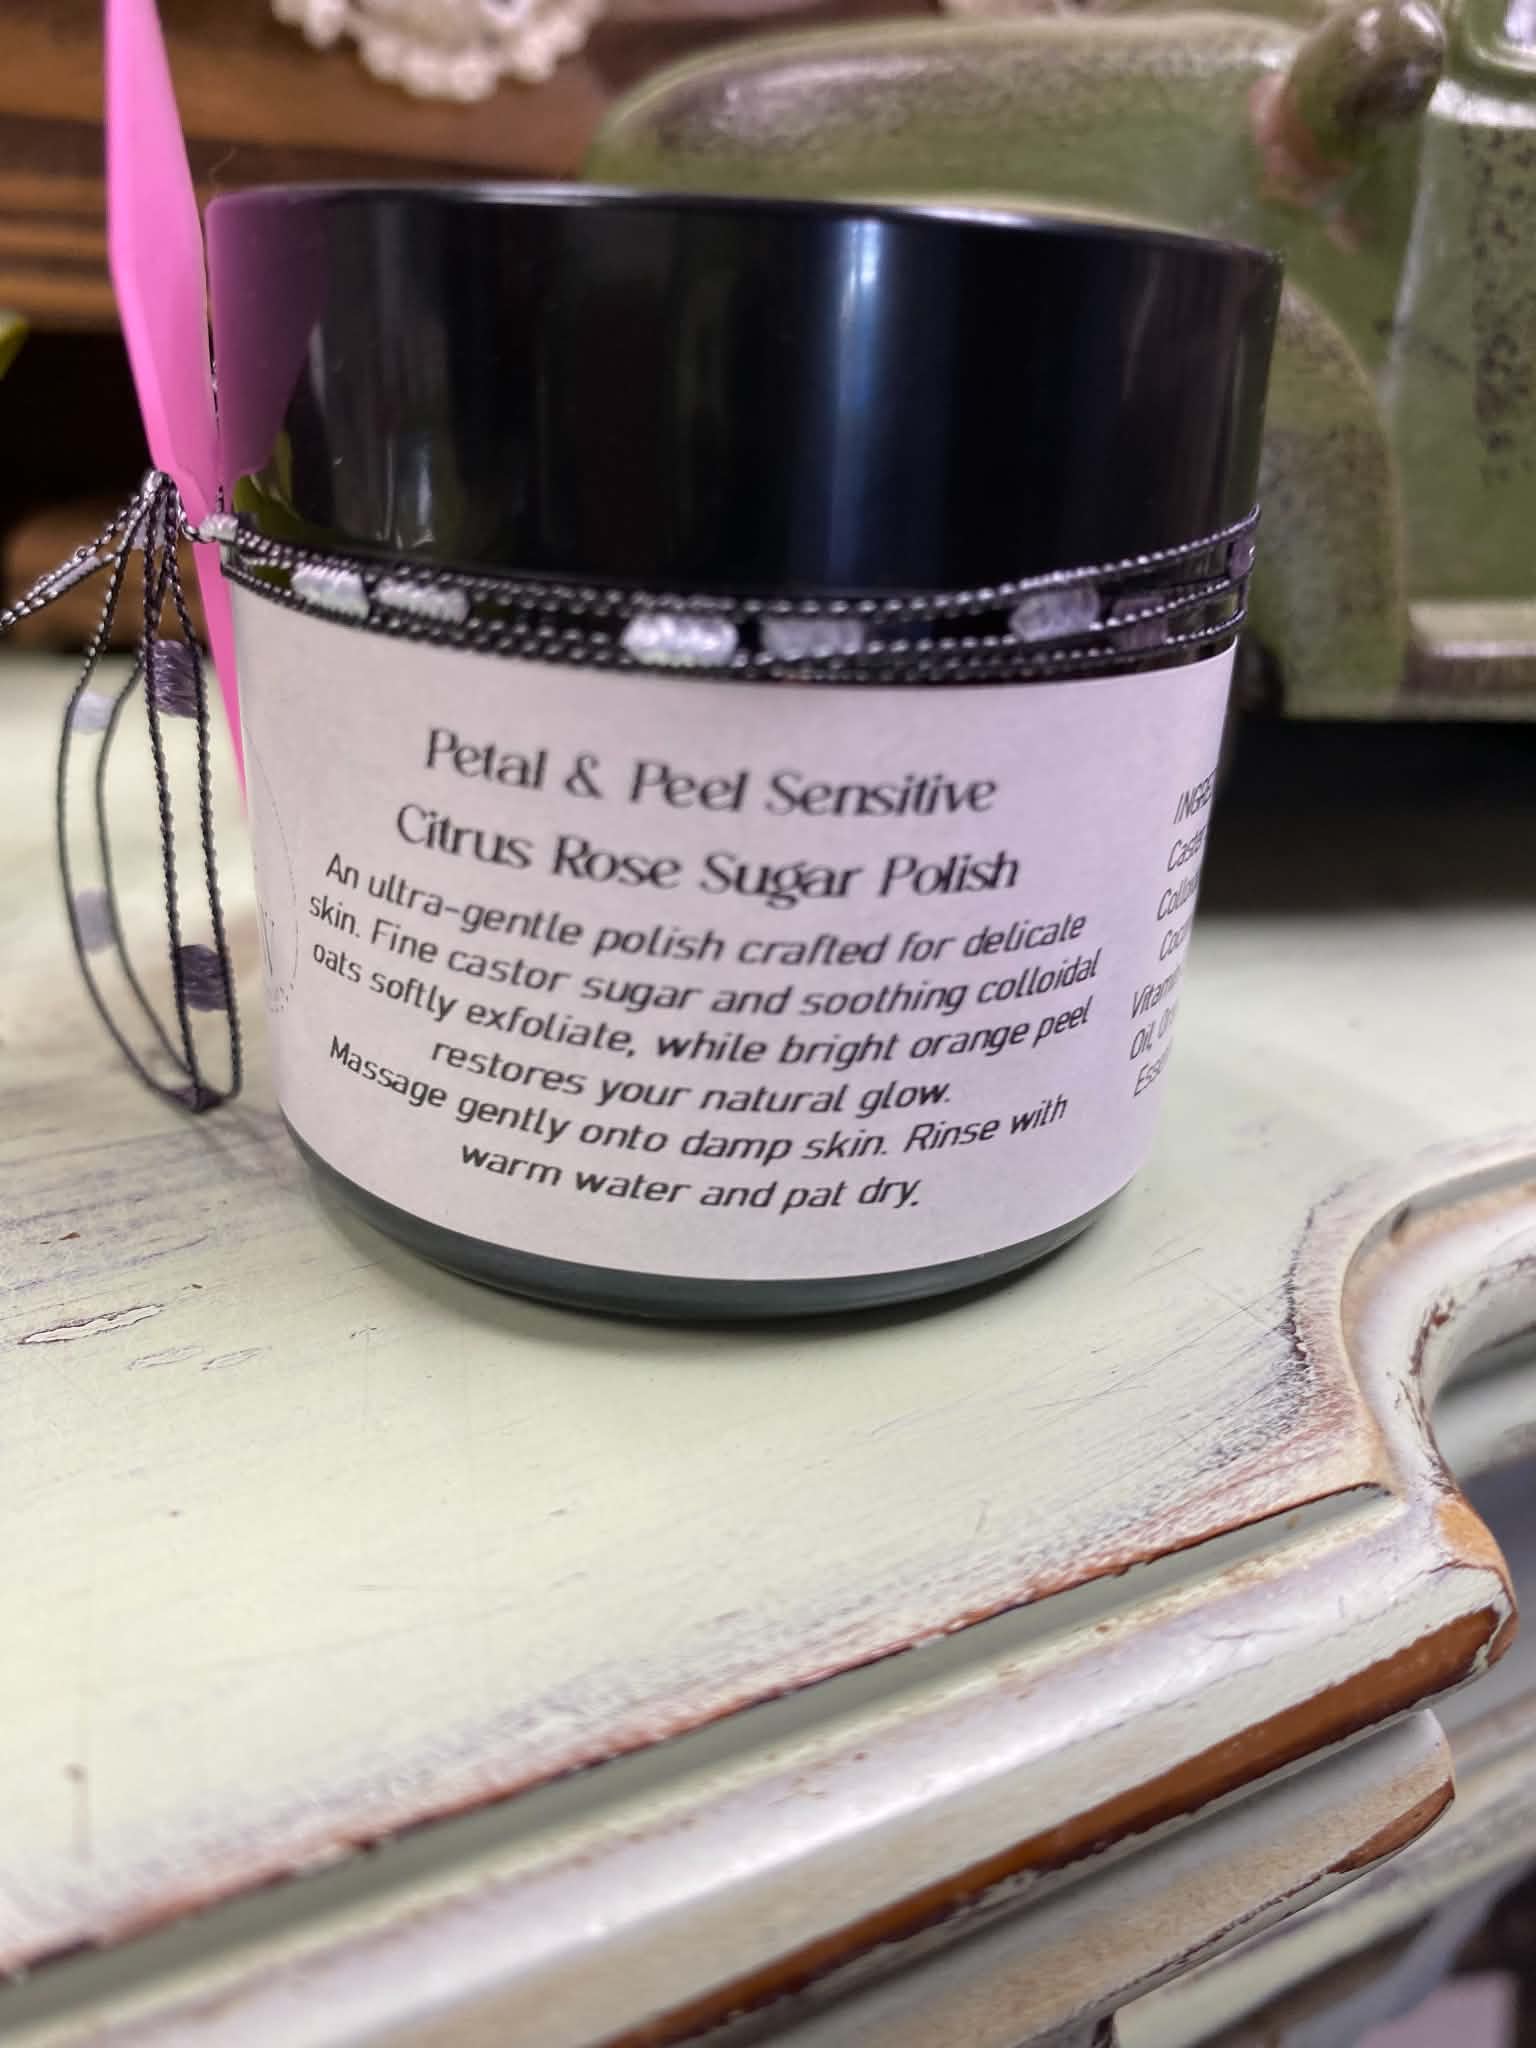 Petal & Peel Sensitive
Citrus Rose Sugar Polish
An ultra-gentle polish crafted for delicate
skin. Fine castor sugar and soothing colloidal
oats softly exfoliate, while bright orange peel
restores your natural glow.
Massage gently onto damp skin. Rinse with
warm water and pat dry.
Oil,